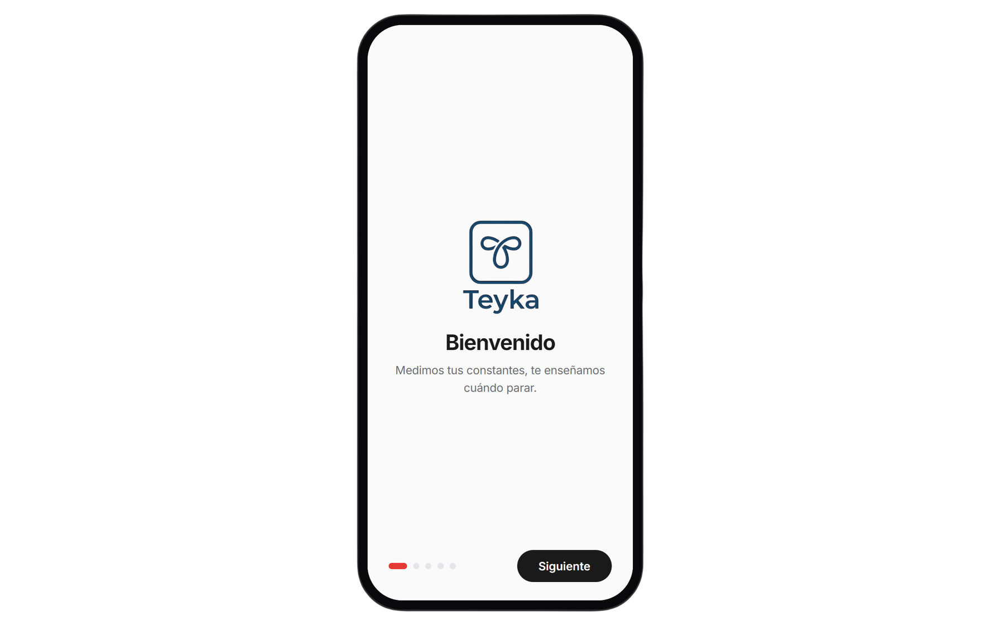 Teyka
Bienvenido
Medimos tus constantes, te enseñamos
cuándo parar.
Siguiente